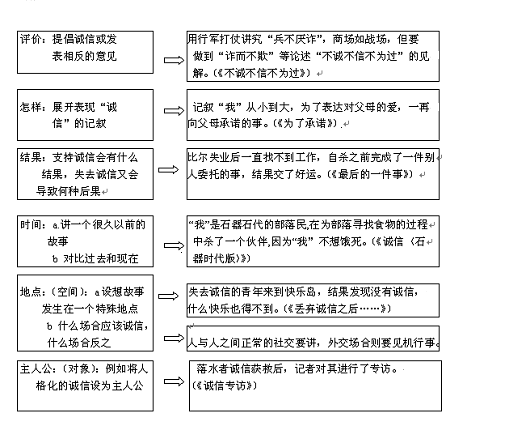 评价：提倡诚信或发
表相反的意见
用行军打仗讲究“兵不厌诈”，商场如战场，但要
做到“诈而不欺”等论述“不诚不信不为过”的见
解。（《不诚不信不为过》）
怎样：展开表现“诚
信”的记叙
记叙“我”从小到大，为了表达对父母的爱，一再
向父母承诺的事。（《为了承诺》）
结果：支持诚信会有什么
结果，失去诚信又会
导致何种后果
比尔失业后一直找不到工作，自杀之前完成了一件别
人委托的事，结果交了好运。（《最后的一件事》）
时间：a.讲一个很久以前的
故事
b 对比过去和现在
“我”是石器石代的部落民,在为部落寻找食物的过程
中杀了一个伙伴,因为“我”不想饿死。（《诚信〈石
器时代版〉》）
地点：（空间）：a设想故事
发生在一个特殊地点
b 什么场合应该诚信，
什么场合反之
失去诚信的青年来到快乐岛，结果发现没有诚信，
什么快乐也得不到。（《丢弃诚信之后……》）
人与人之间正常的社交要讲，外交场合则要见机行事。
主人公：（对象）：例如将人
格化的诚信设为主人公
落水者诚信获救后，记者对其进行了专访。
（《诚信专访》）